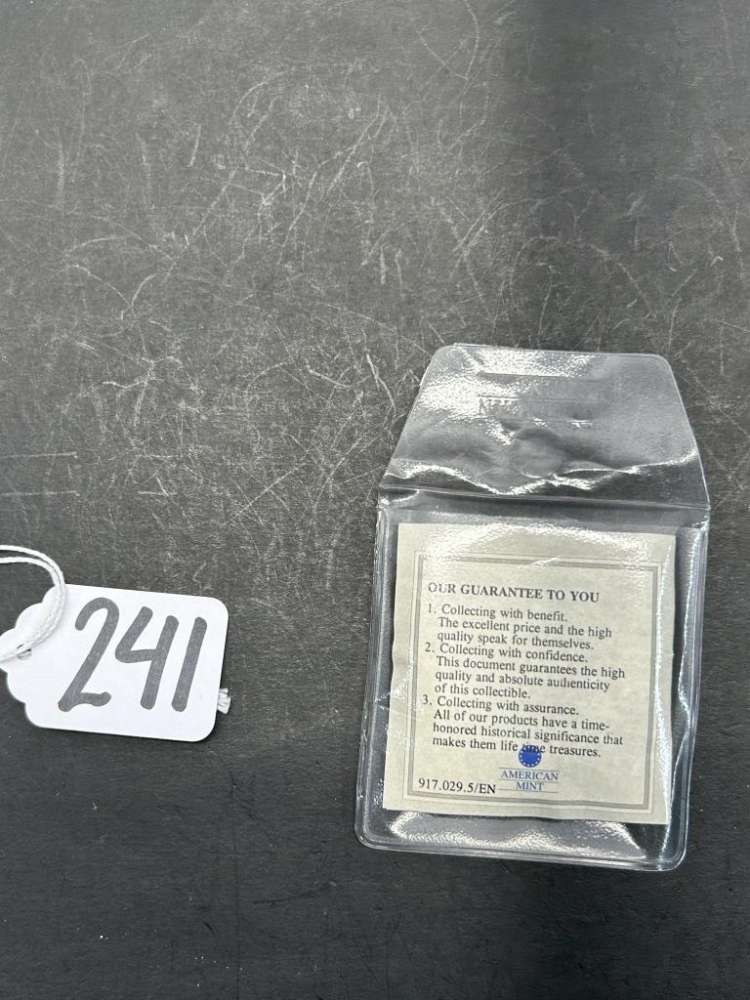 241
OUR GUARANTEE TO YOU
1. Collecting with benefit.
The excellent price and the high
quality speak for themselves.
2. Collecting with confidence.
This document guarantees the high
quality and absolute authenticity
of this collectible.
3. Collecting with assurance.
All of our products have a time-
honored historical significance that
makes them life time treasures.
AMERICAN
MINT
917.029.5/EN